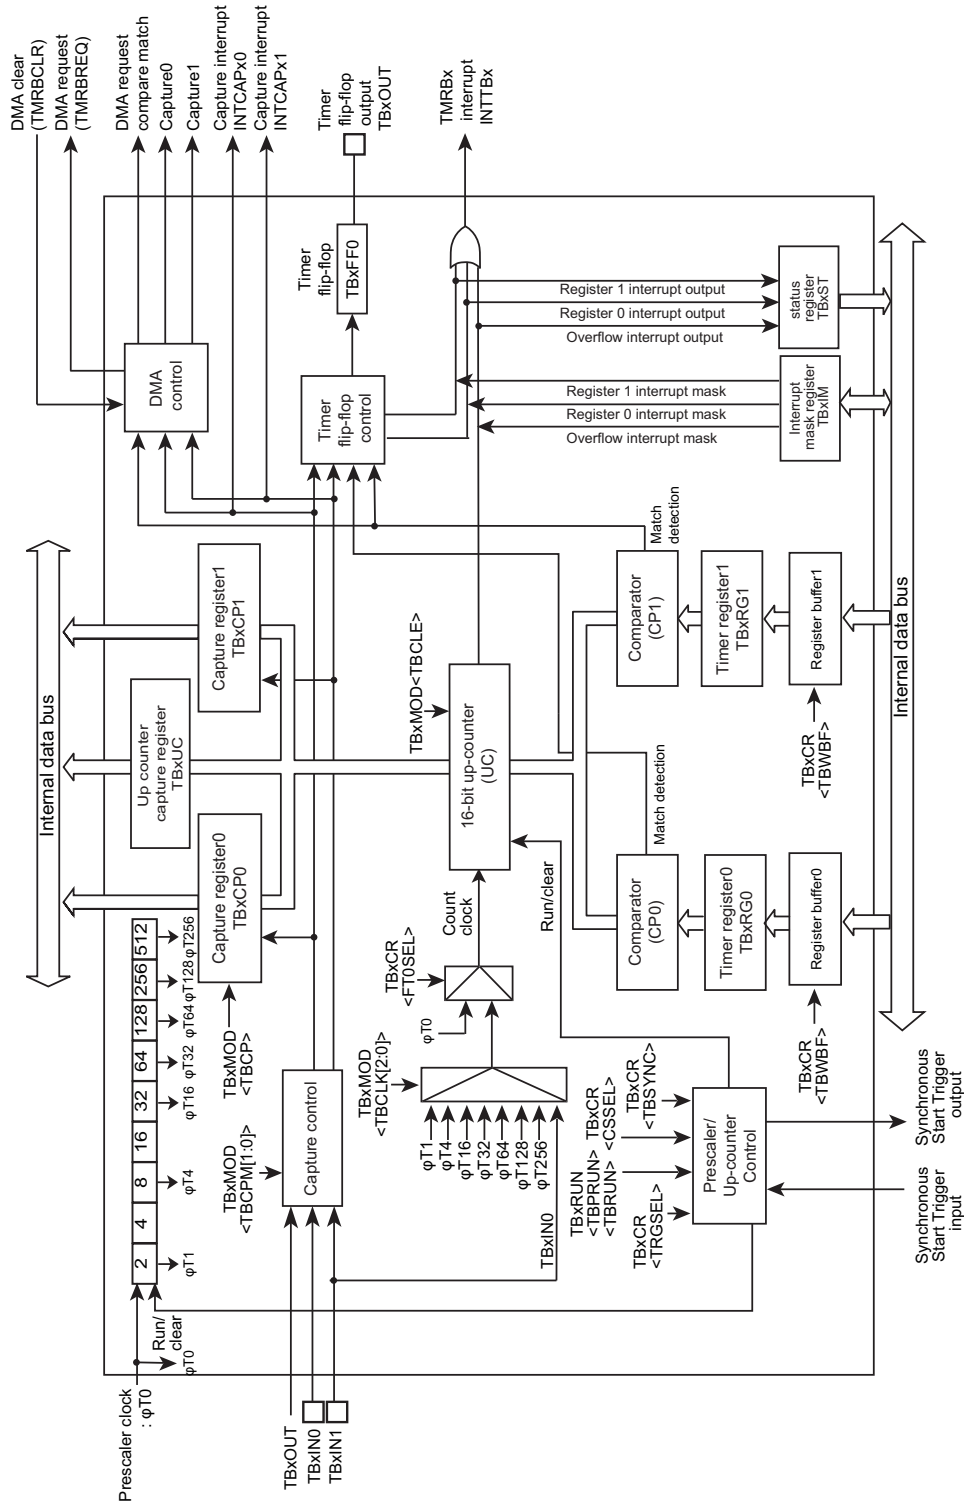 Prescaler clock
: φT0
Run/
clear
φT0
2
4
8
16
32
64
128
256
512
φT1
φT4
φT16
φT32
φT64
φT128
φT256
Internal data bus
DMA clear
(TMRBCLR)
DMA request
(TMRBREQ)
DMA request
compare match
Capture0
Capture1
Capture interrupt
INTCAPx0
Capture interrupt
INTCAPx1
Timer
flip-flop
output
TBxOUT
TMRBx
interrupt
INTTBx
DMA
control
Timer
flip-flop
TBxFF0
Timer
flip-flop
control
Up counter
capture register
TBxUC
Capture register0
TBxCP0
Capture register1
TBxCP1
TBxMOD
<TBCP>
TBxMOD
<TBCPM[1:0]>
Capture control
TBxOUT
TBxIN0
TBxIN1
TBxMOD
<TBCLK[2:0]>
φT1
φT4
φT16
φT32
φT64
φT128
φT256
TBxIN0
TBxCR
<FT0SEL>
φT0
Count
clock
TBxMOD<TBCLE>
16-bit up-counter
(UC)
Run/clear
Register 1 interrupt output
Register 0 interrupt output
Overflow interrupt output
Register 1 interrupt mask
Register 0 interrupt mask
Overflow interrupt mask
status
register
TBxST
Interrupt
mask register
TBxIM
Match detection
Match
detection
Comparator
(CP0)
Comparator
(CP1)
Timer register0
TBxRG0
Timer register1
TBxRG1
Register buffer0
Register buffer1
TBxCR
<TBWBF>
TBxCR
<TBWBF>
TBxRUN
<TBPRUN>
<TBRUN>
TBxCR
<TRGSEL>
TBxCR
<CSSEL>
TBxCR
<TBSYNC>
Prescaler/
Up-counter
Control
Synchronous
Start Trigger
input
Synchronous
Start Trigger
output
Internal data bus